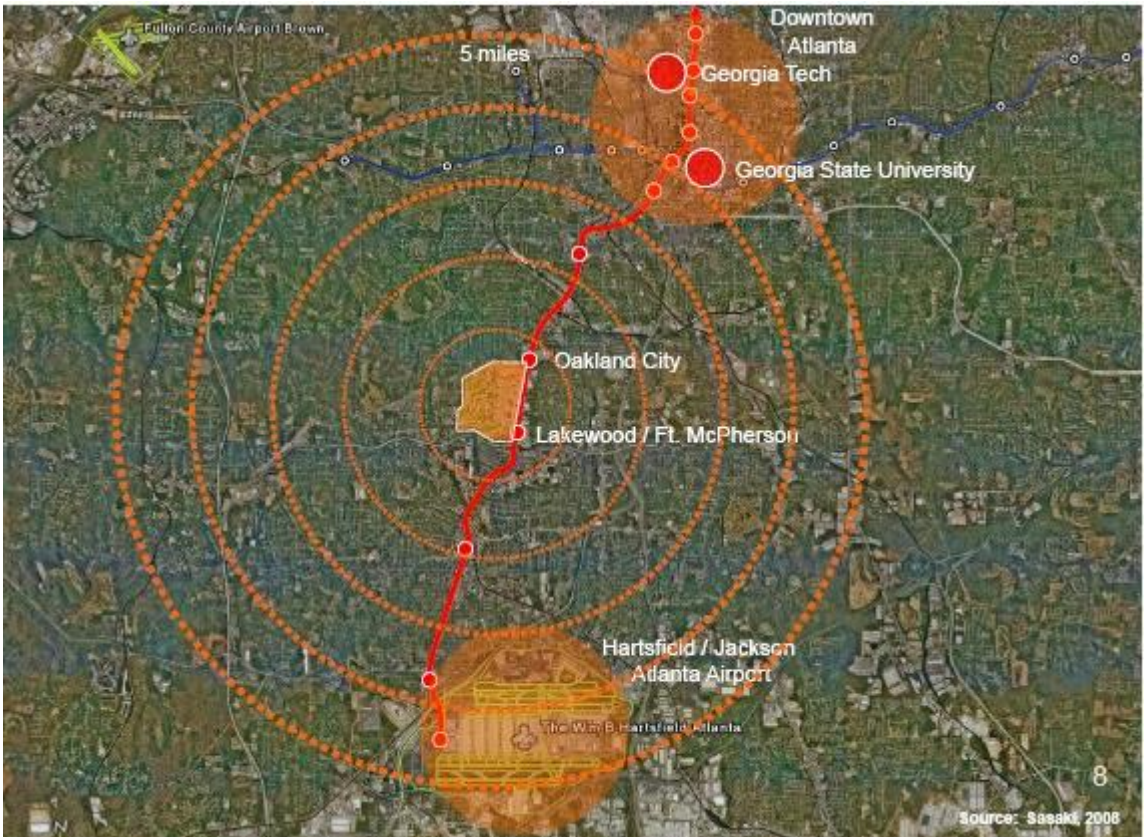 Fulton County Airport Brown
5 miles
Downtown
Atlanta
Georgia Tech
Georgia State University
Oakland City
Lakewood / Ft. McPherson
Hartsfield / Jackson
Atlanta Airport
The Wm B Hartsfield Atlanta
8
N
Source: Sasaki, 2008